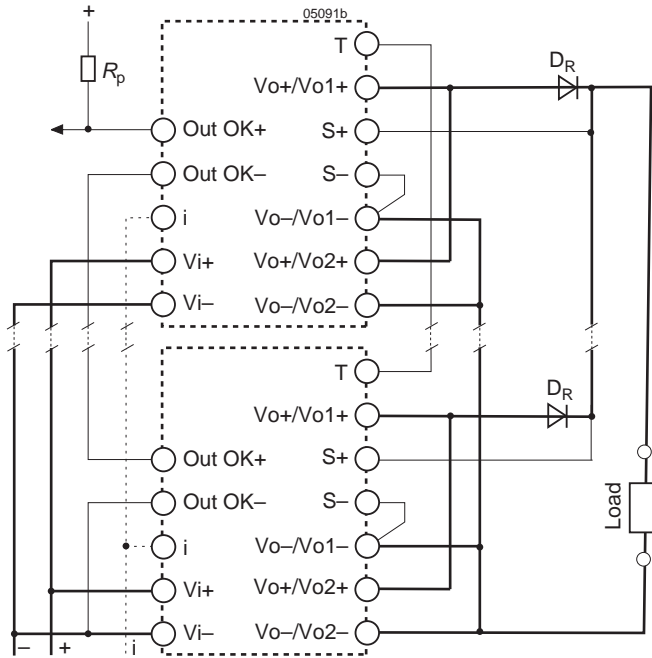 05091b
+
Rp
T
DR
Vo+/Vo1+
Out OK+
S+
Out OK–
S–
i
Vo–/Vo1–
Vi+
Vo+/Vo2+
Vi–
Vo–/Vo2–
T
DR
Vo+/Vo1+
Out OK+
S+
Out OK–
S–
Load
i
Vo–/Vo1–
Vi+
Vo+/Vo2+
Vi–
Vo–/Vo2–
– + i